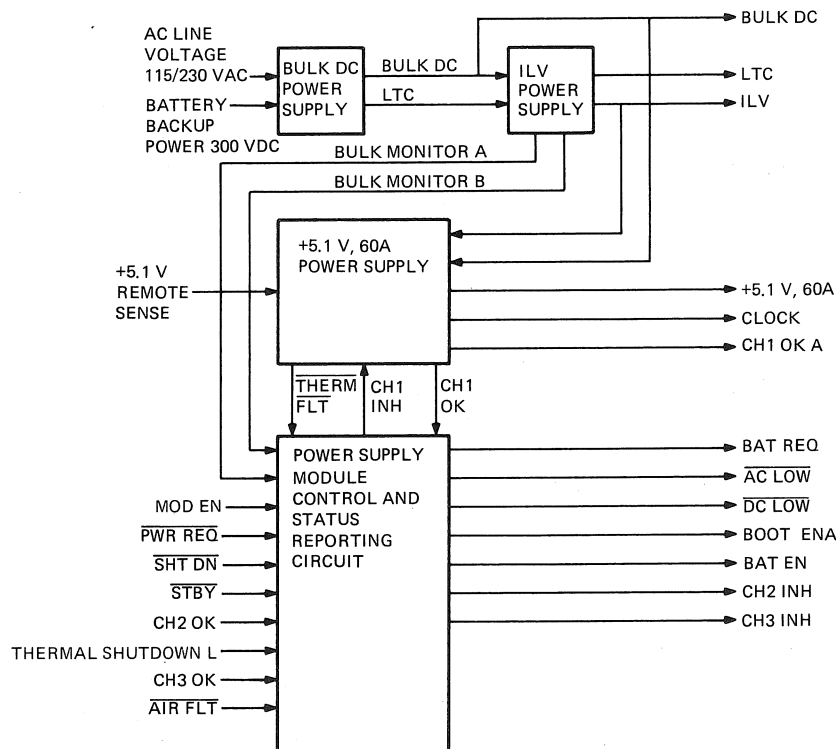 BULK DC
AC LINE
VOLTAGE
115/230 VAC
BATTERY
BACKUP
POWER 300 VDC
BULK DC
POWER
SUPPLY
BULK DC
LTC
ILV
POWER
SUPPLY
LTC
ILV
BULK MONITOR A
BULK MONITOR B
+5.1 V, 60A
POWER SUPPLY
+5.1 V
REMOTE
SENSE
+5.1 V, 60A
CLOCK
CH1 OK A
THERM
FLT
CH1
INH
CH1
OK
POWER SUPPLY
MODULE
CONTROL AND
STATUS
REPORTING
CIRCUIT
MOD EN
PWR REQ
SHT DN
STBY
CH2 OK
THERMAL SHUTDOWN L
CH3 OK
AIR FLT
BAT REQ
AC LOW
DC LOW
BOOT ENA
BAT EN
CH2 INH
CH3 INH